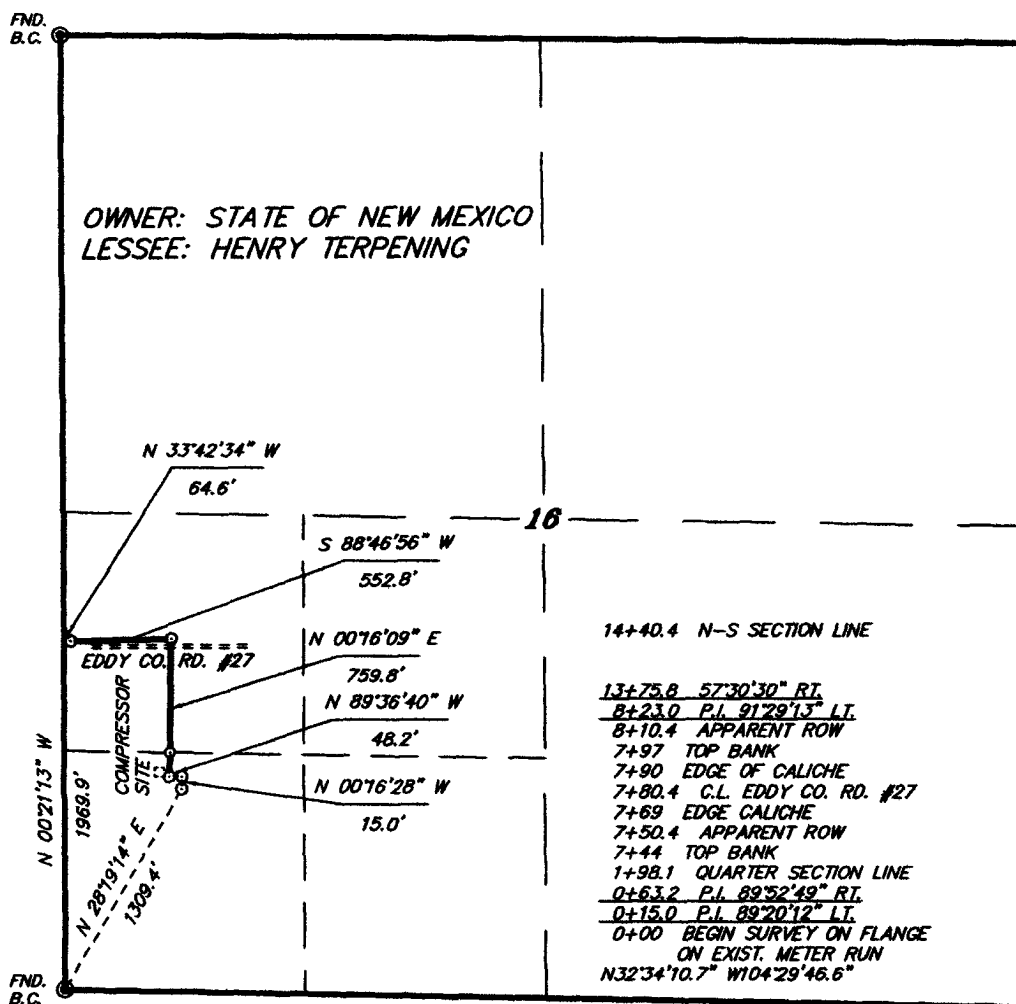 FND.
B.C.
OWNER: STATE OF NEW MEXICO
LESSEE: HENRY TERPENING
N 33°42'34" W
64.6'
16
S 88°46'56" W
552.8'
EDDY CO. RD. #27
N 00°16'09" E
759.8'
N 89°36'40" W
48.2'
N 00°16'28" W
15.0'
COMPRESSOR
SITE
N 00°21'13" W
1969.9'
N 28°19'14" E
1309.4'
14+40.4 N-S SECTION LINE
13+75.8 57°30'30" RT.
8+23.0 P.I. 91°29'13" LT.
8+10.4 APPARENT ROW
7+97 TOP BANK
7+90 EDGE OF CALICHE
7+80.4 C.L. EDDY CO. RD. #27
7+69 EDGE CALICHE
7+50.4 APPARENT ROW
7+44 TOP BANK
1+98.1 QUARTER SECTION LINE
0+63.2 P.I. 89°52'49" RT.
0+15.0 P.I. 89°20'12" LT.
0+00 BEGIN SURVEY ON FLANGE
ON EXIST. METER RUN
N32°34'10.7" W104°29'46.6"
FND.
B.C.